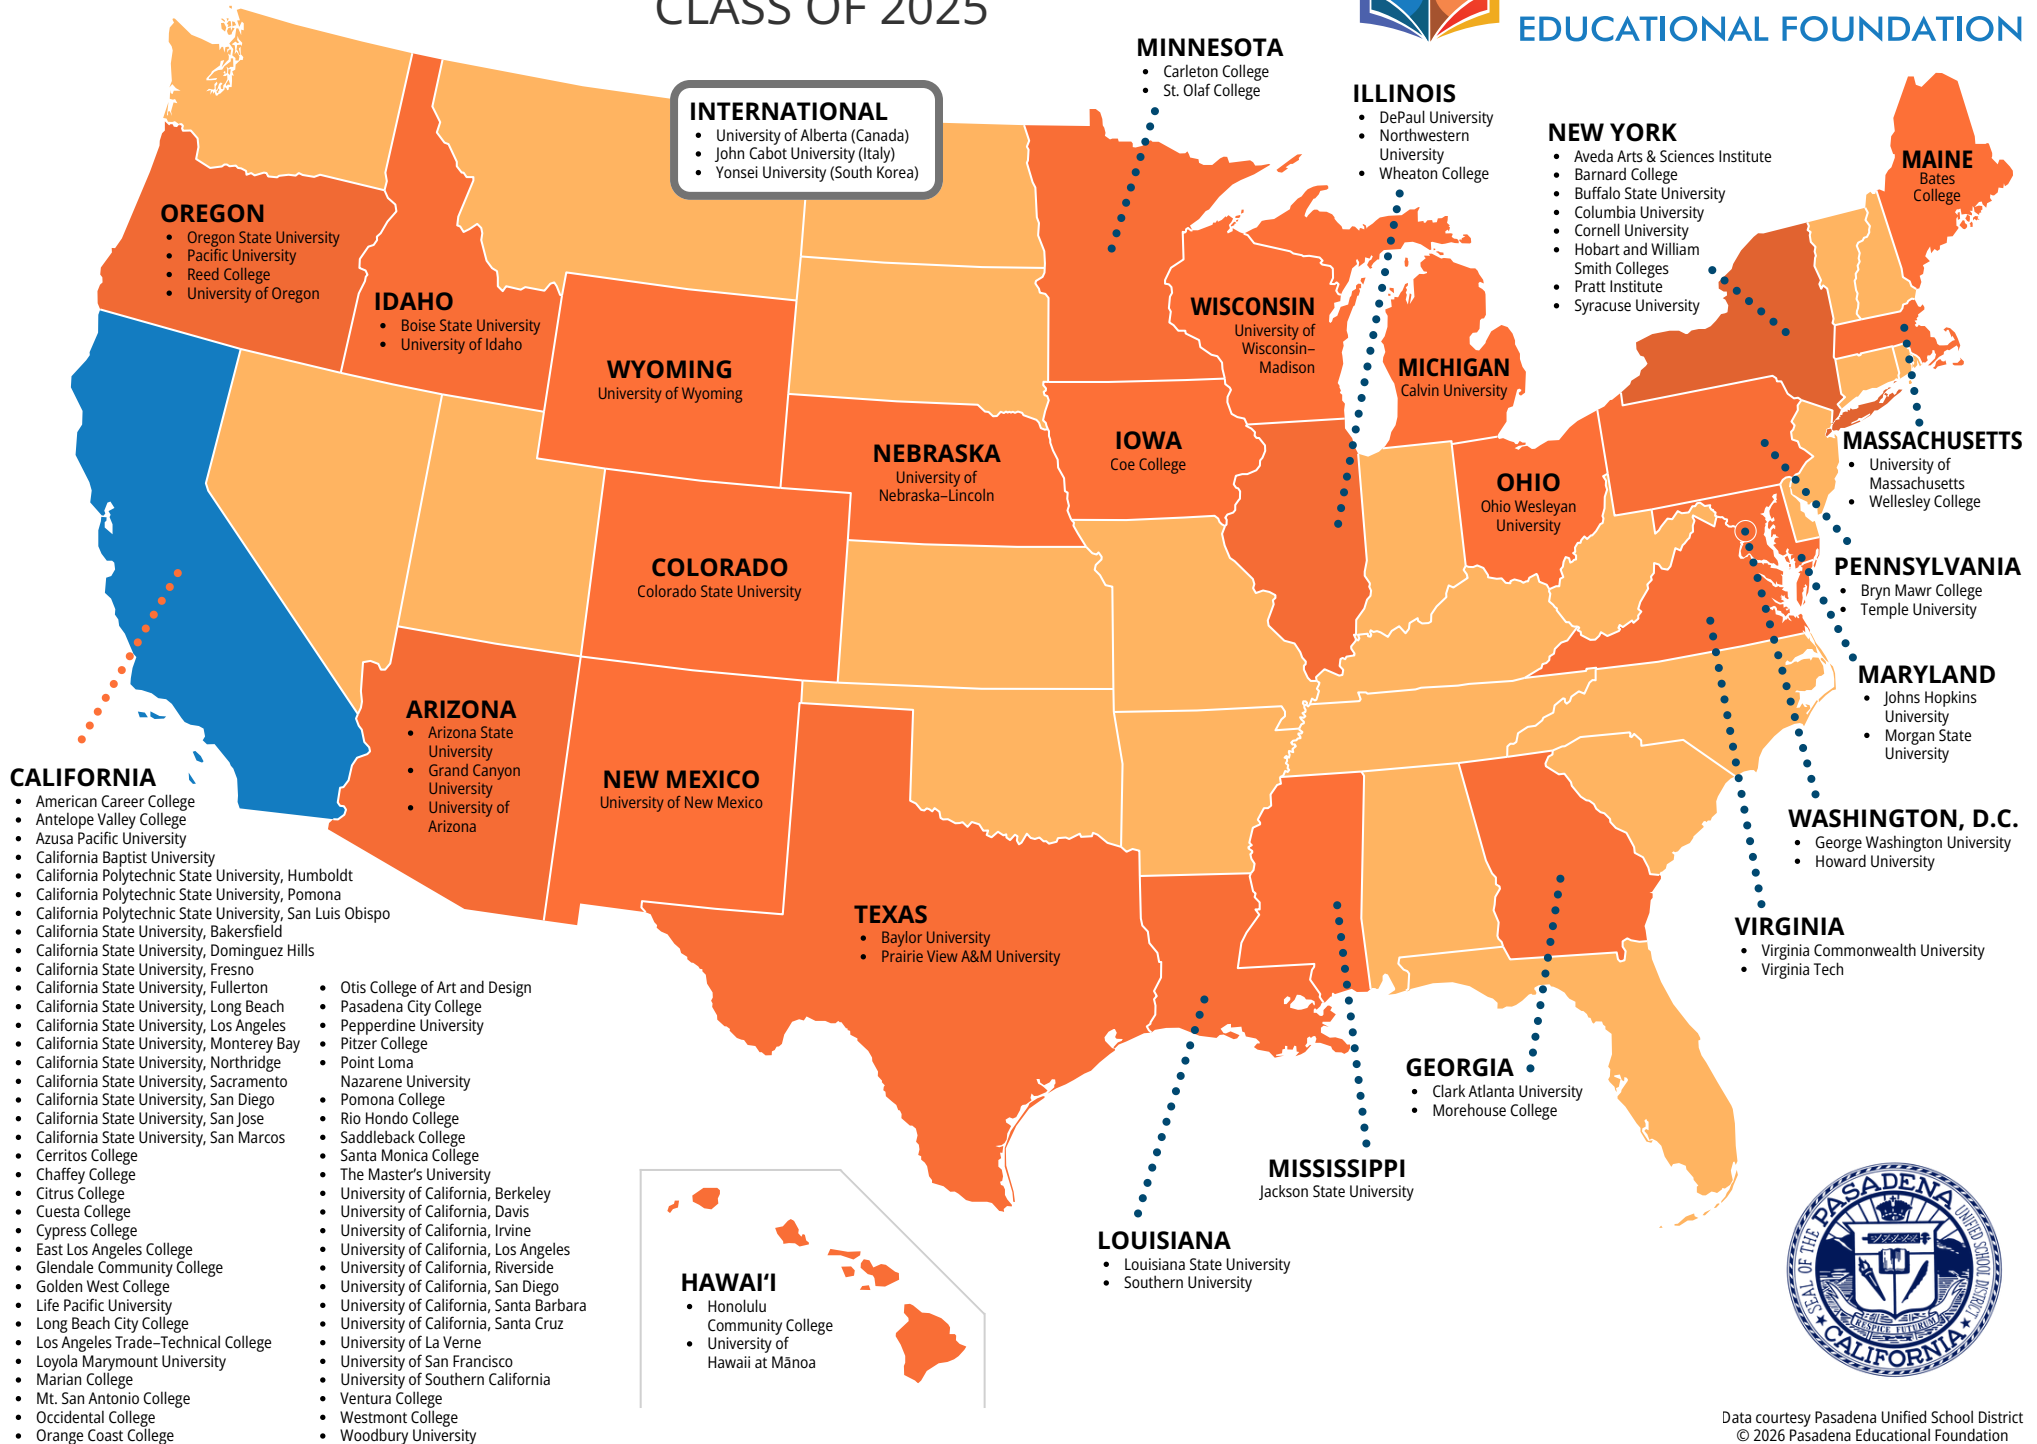 CLASS OF 2025
EDUCATIONAL FOUNDATION
INTERNATIONAL
• University of Alberta (Canada)
• John Cabot University (Italy)
• Yonsei University (South Korea)
MINNESOTA
• Carleton College
• St. Olaf College
ILLINOIS
• DePaul University
• Northwestern
University
• Wheaton College
NEW YORK
• Aveda Arts & Sciences Institute
• Barnard College
• Buffalo State University
• Columbia University
• Cornell University
• Hobart and William
Smith Colleges
• Pratt Institute
• Syracuse University
MAINE
Bates
College
OREGON
• Oregon State University
• Pacific University
• Reed College
• University of Oregon
IDAHO
• Boise State University
• University of Idaho
WYOMING
University of Wyoming
WISCONSIN
University of
Wisconsin–
Madison
MICHIGAN
Calvin University
NEBRASKA
University of
Nebraska–Lincoln
IOWA
Coe College
OHIO
Ohio Wesleyan
University
MASSACHUSETTS
• University of
Massachusetts
• Wellesley College
COLORADO
Colorado State University
PENNSYLVANIA
• Bryn Mawr College
• Temple University
MARYLAND
• Johns Hopkins
University
• Morgan State
University
ARIZONA
• Arizona State
University
• Grand Canyon
University
• University of
Arizona
NEW MEXICO
University of New Mexico
WASHINGTON, D.C.
• George Washington University
• Howard University
TEXAS
• Baylor University
• Prairie View A&M University
VIRGINIA
• Virginia Commonwealth University
• Virginia Tech
GEORGIA
• Clark Atlanta University
• Morehouse College
MISSISSIPPI
Jackson State University
LOUISIANA
• Louisiana State University
• Southern University
HAWAI‘I
• Honolulu
Community College
• University of
Hawaii at Mānoa
CALIFORNIA
• American Career College
• Antelope Valley College
• Azusa Pacific University
• California Baptist University
• California Polytechnic State University, Humboldt
• California Polytechnic State University, Pomona
• California Polytechnic State University, San Luis Obispo
• California State University, Bakersfield
• California State University, Dominguez Hills
• California State University, Fresno
• California State University, Fullerton
• California State University, Long Beach
• California State University, Los Angeles
• California State University, Monterey Bay
• California State University, Northridge
• California State University, Sacramento
• California State University, San Diego
• California State University, San Jose
• California State University, San Marcos
• Cerritos College
• Chaffey College
• Citrus College
• Cuesta College
• Cypress College
• East Los Angeles College
• Glendale Community College
• Golden West College
• Life Pacific University
• Long Beach City College
• Los Angeles Trade–Technical College
• Loyola Marymount University
• Marian College
• Mt. San Antonio College
• Occidental College
• Orange Coast College
• Otis College of Art and Design
• Pasadena City College
• Pepperdine University
• Pitzer College
• Point Loma
Nazarene University
• Pomona College
• Rio Hondo College
• Saddleback College
• Santa Monica College
• The Master’s University
• University of California, Berkeley
• University of California, Davis
• University of California, Irvine
• University of California, Los Angeles
• University of California, Riverside
• University of California, San Diego
• University of California, Santa Barbara
• University of California, Santa Cruz
• University of La Verne
• University of San Francisco
• University of Southern California
• Ventura College
• Westmont College
• Woodbury University
SEAL OF THE PASADENA UNIFIED SCHOOL DISTRICT
RESPICE FUTURUM
CALIFORNIA
Data courtesy Pasadena Unified School District
© 2026 Pasadena Educational Foundation